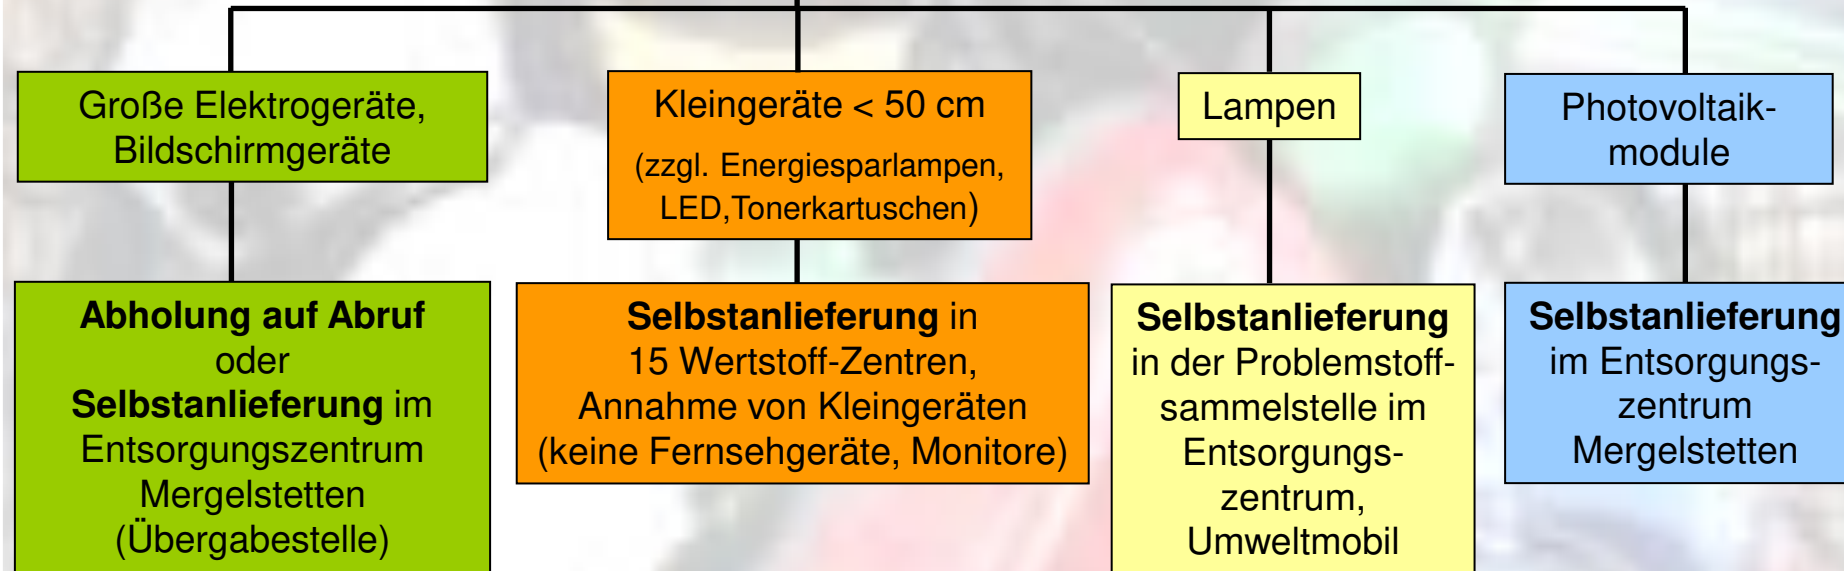 Große Elektrogeräte,
Bildschirmgeräte
Kleingeräte < 50 cm
(zzgl. Energiesparlampen,
LED,Tonerkartuschen)
Lampen
Photovoltaik-
module
Abholung auf Abruf
oder
Selbstanlieferung im
Entsorgungszentrum
Mergelstetten
(Übergabestelle)
Selbstanlieferung in
15 Wertstoff-Zentren,
Annahme von Kleingeräten
(keine Fernsehgeräte, Monitore)
Selbstanlieferung
in der Problemstoff-
sammelstelle im
Entsorgungs-
zentrum,
Umweltmobil
Selbstanlieferung
im Entsorgungs-
zentrum
Mergelstetten